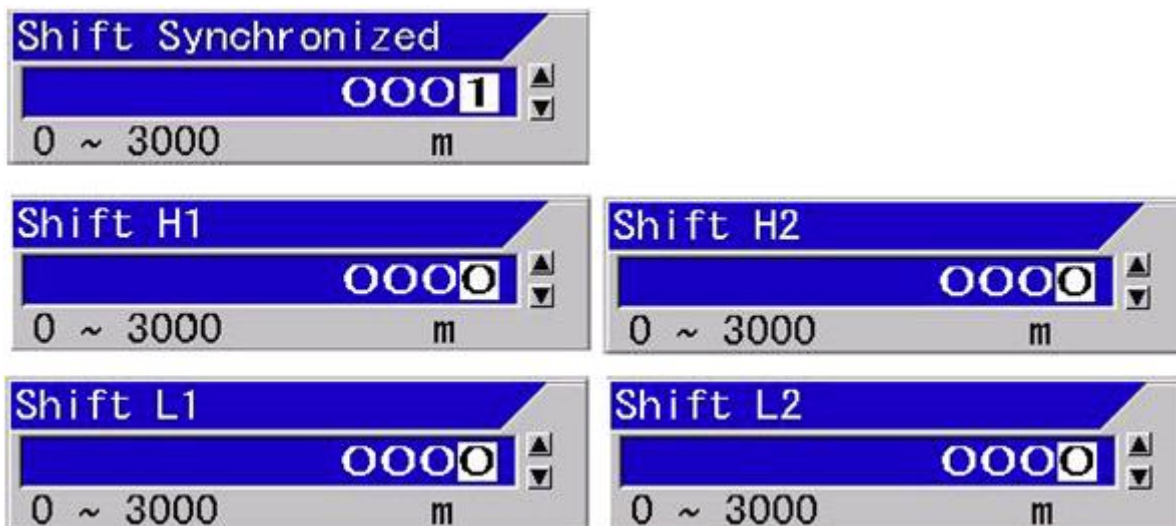 Shift Synchronized
0001
0 ~ 3000 m
Shift H1
0000
0 ~ 3000 m
Shift H2
0000
0 ~ 3000 m
Shift L1
0000
0 ~ 3000 m
Shift L2
0000
0 ~ 3000 m